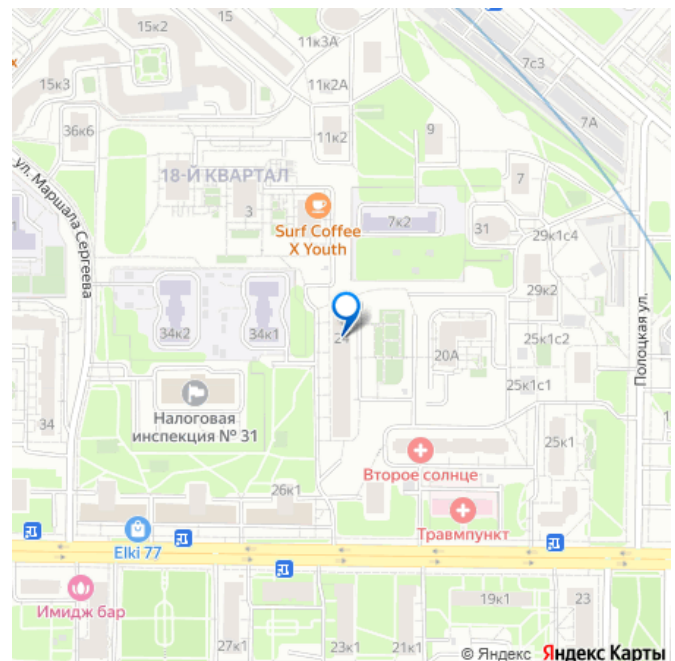 15
15к2
11к3А
7с3
15к3
11к2А
х
7А
36к6
11к2
9
ул. Маршала Сергеева
18-Й КВАРТАЛ
7
3
Surf Coffee
X Youth
7к2
31
29к1с4
29к2
34к2
34к1
24
25к1с2
Полоцкая ул.
20А
25к1с1
34
Налоговая
инспекция № 31
25к1
Второе солнце
26к1
Травмпункт
Elki 77
Имидж бар
19к1
23
27к1
23к1
21к1
© Яндекс Яндекс Карты